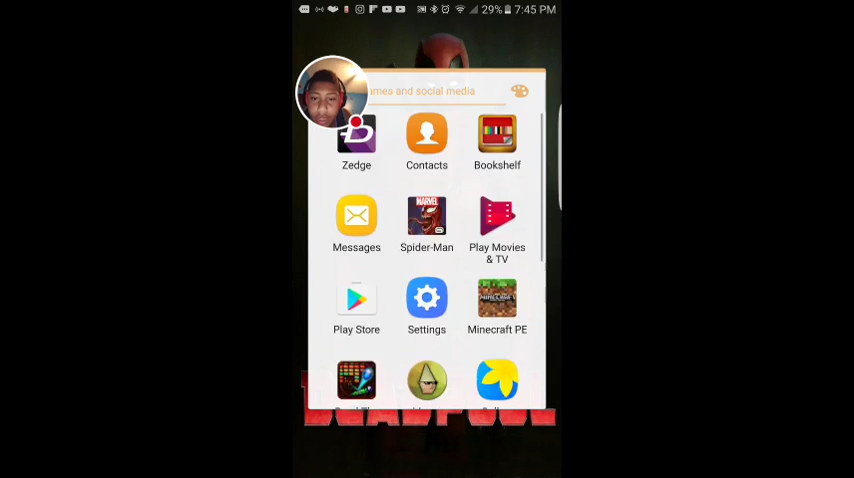 29% 7:45 PM
ames and social media
Zedge
Contacts
Bookshelf
MARVEL
Messages
Spider-Man
Play Movies
& TV
Play Store
Settings
Minecraft PE